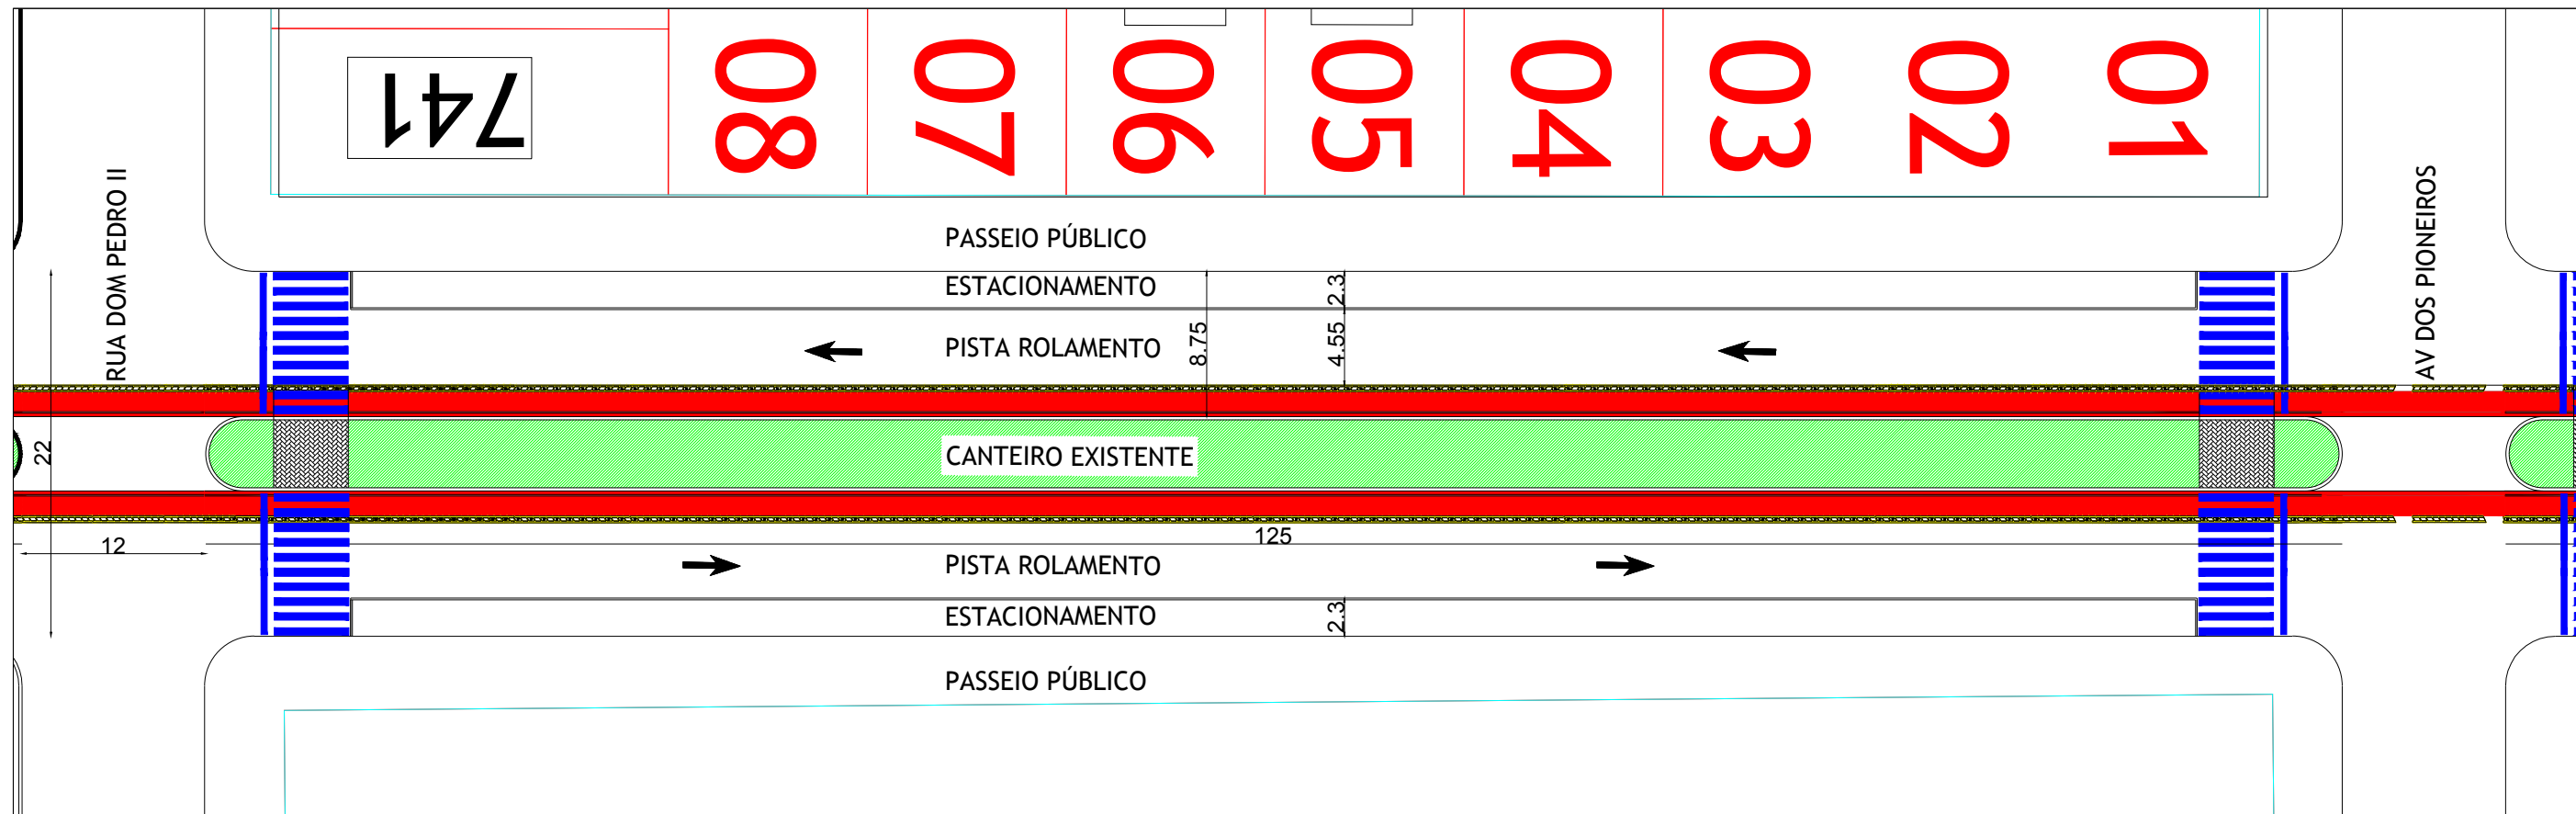 741
08
07
06
05
04
03
02
01
RUA DOM PEDRO II
AV DOS PIONEIROS
PASSEIO PÚBLICO
ESTACIONAMENTO
2.3
PISTA ROLAMENTO
8.75
4.55
22
CANTEIRO EXISTENTE
12
125
PISTA ROLAMENTO
ESTACIONAMENTO
2.3
PASSEIO PÚBLICO